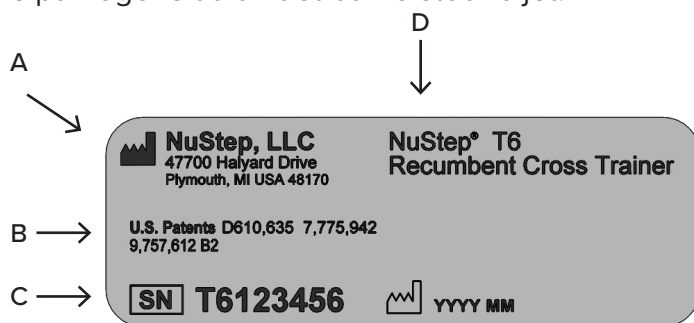 D
A
NuStep, LLC
47700 Halyard Drive
Plymouth, MI USA 48170
NuStep® T6
Recumbent Cross Trainer
B
U.S. Patents D610,635 7,775,942
9,757,612 B2
C
SN T6123456
YYYY MM